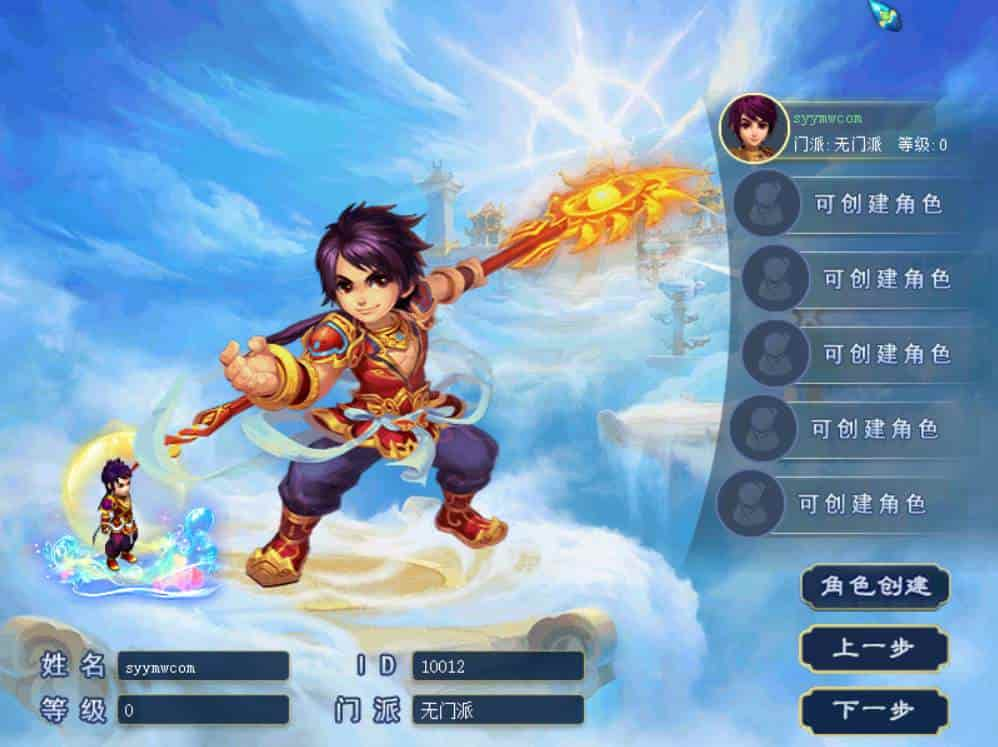 syymwcom
门派:无门派 等级:0
可创建角色
可创建角色
可创建角色
可创建角色
可创建角色
角色创建
上一步
下一步
姓名 syymwcom ID 10012
等级 0 门派 无门派